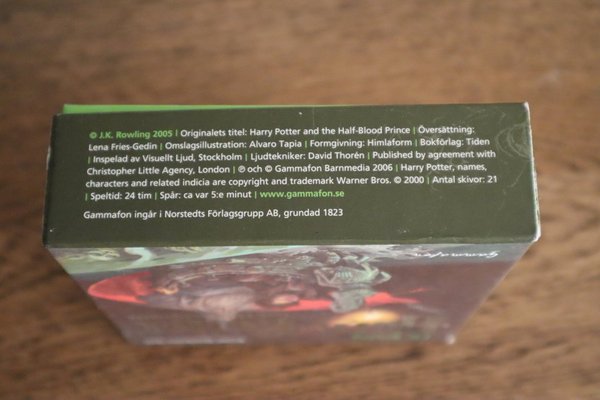 © J.K. Rowling 2005 | Originalets titel: Harry Potter and the Half-Blood Prince | Översättning:
Lena Fries-Gedin | Omslagsillustration: Alvaro Tapia | Formgivning: Himlaform | Bokförlag: Tiden
| Inspelad av Visuellt Ljud, Stockholm | Ljudtekniker: David Thorén | Published by agreement with
Christopher Little Agency, London | ℗ och © Gammafon Barnmedia 2006 | Harry Potter, names,
characters and related indicia are copyright and trademark Warner Bros. © 2000 | Antal skivor: 21
| Speltid: 24 tim | Spår: ca var 5:e minut | www.gammafon.se
Gammafon ingår i Norstedts Förlagsgrupp AB, grundad 1823
gammafon